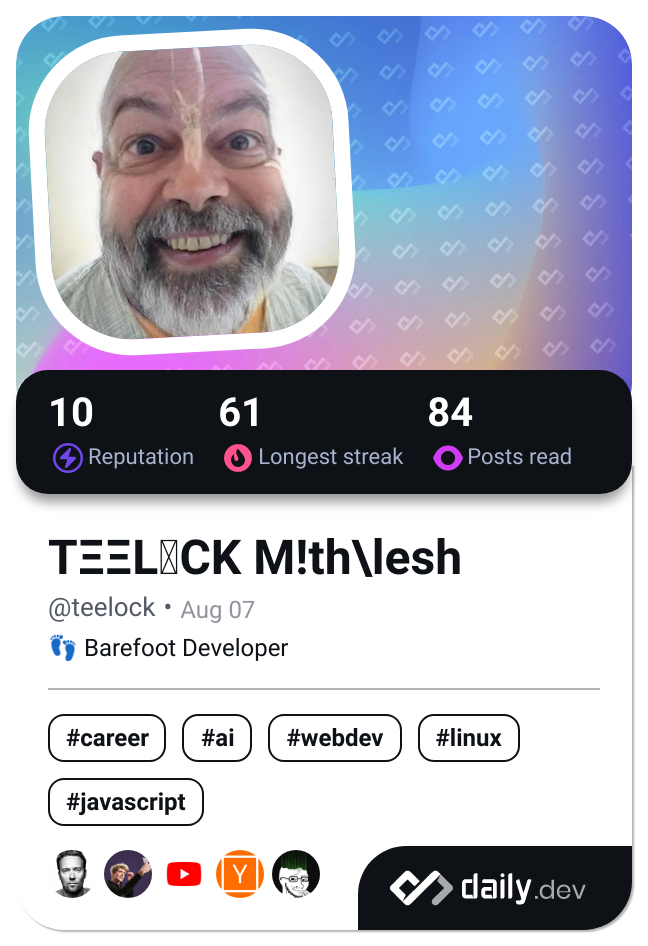 10 61 84
Reputation Longest streak Posts read
TΞΞL▯CK M!th\lesh
@teelock • Aug 07
👣 Barefoot Developer
#career #ai #webdev #linux
#javascript
Y
daily.dev